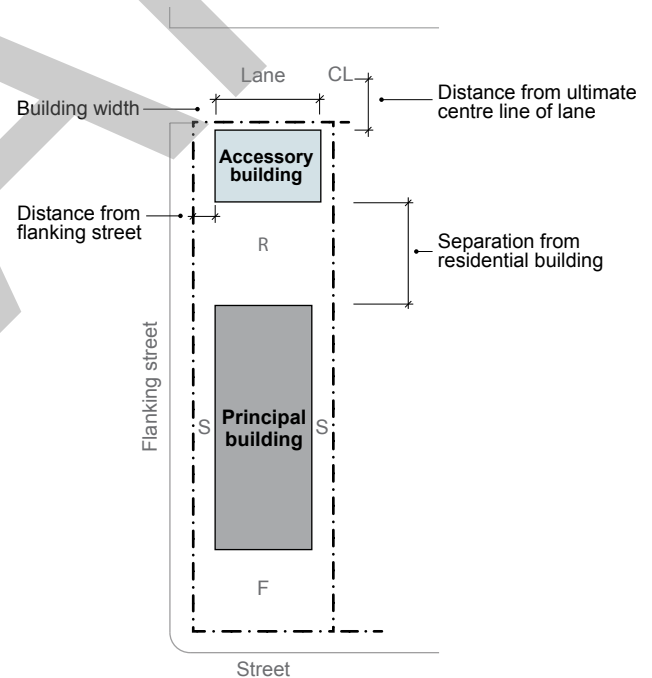 Lane
CL
Distance from ultimate
centre line of lane
Building width
Accessory
building
Distance from
flanking street
R
Separation from
residential building
Flanking street
S
Principal
building
S
F
Street